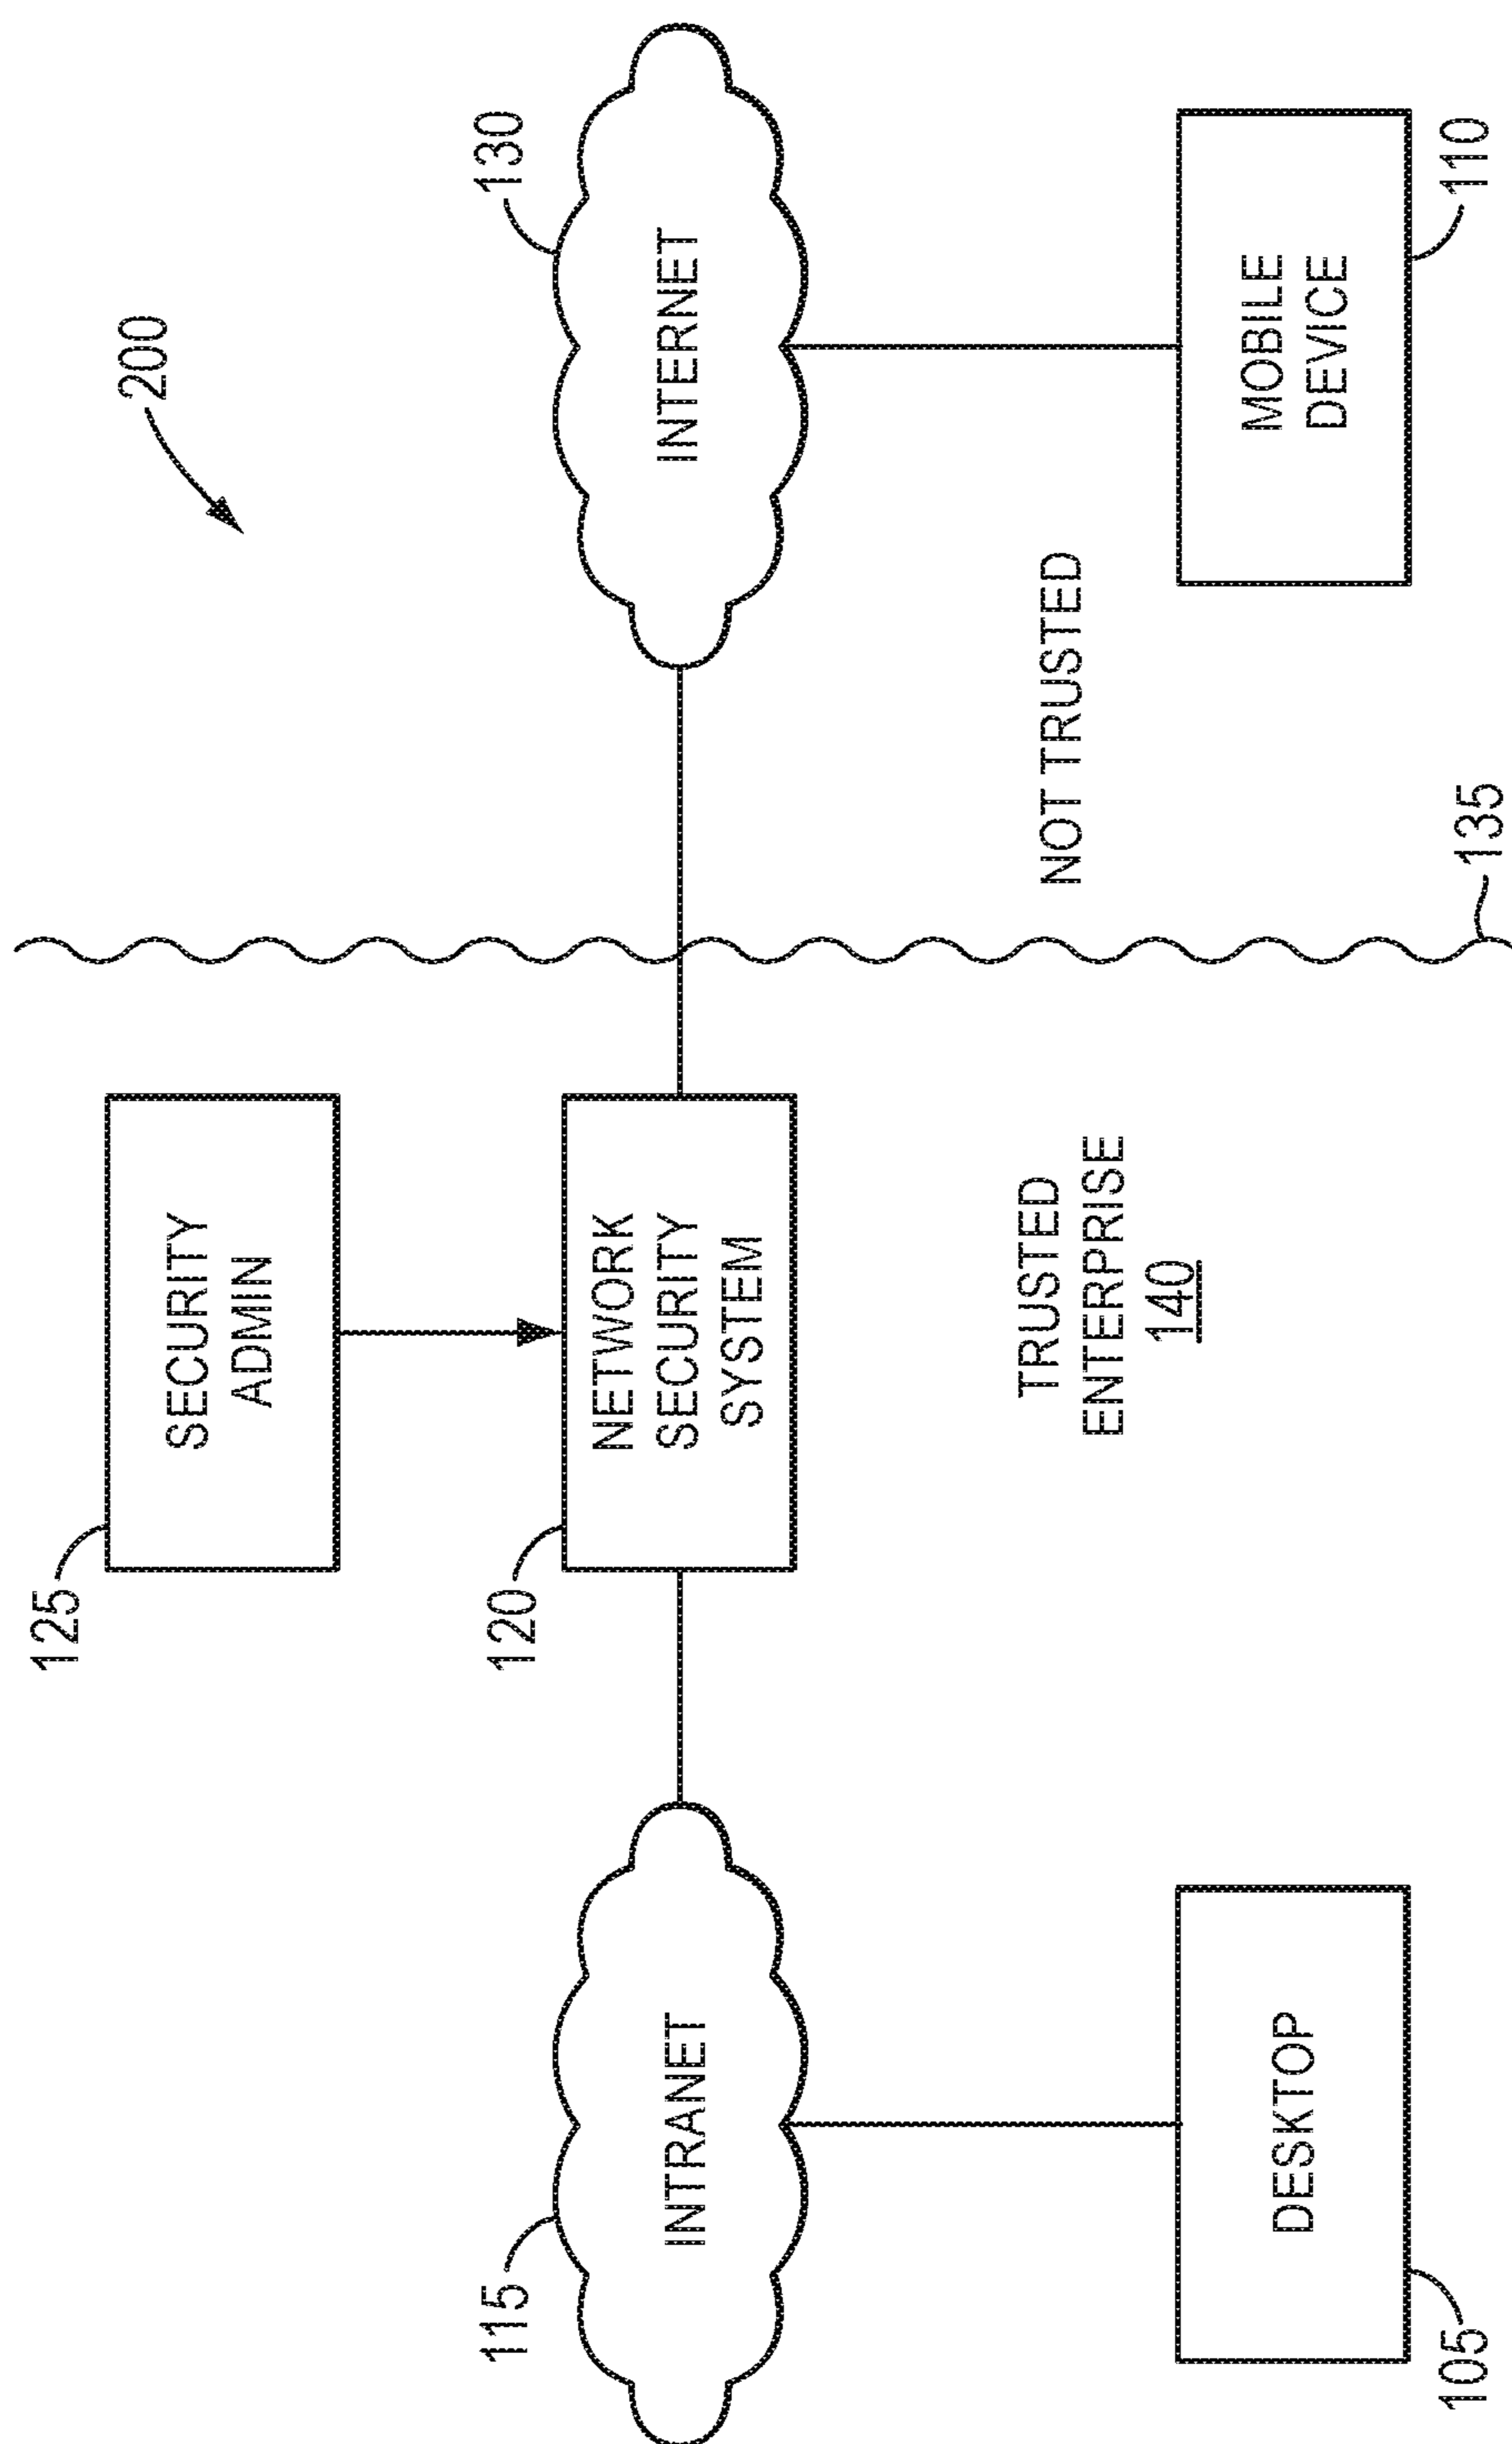 200
125
SECURITY
ADMIN
130
INTERNET
115
INTRANET
120
NETWORK
SECURITY
SYSTEM
NOT TRUSTED
TRUSTED
ENTERPRISE
140
DESKTOP
105
MOBILE
DEVICE
110
135